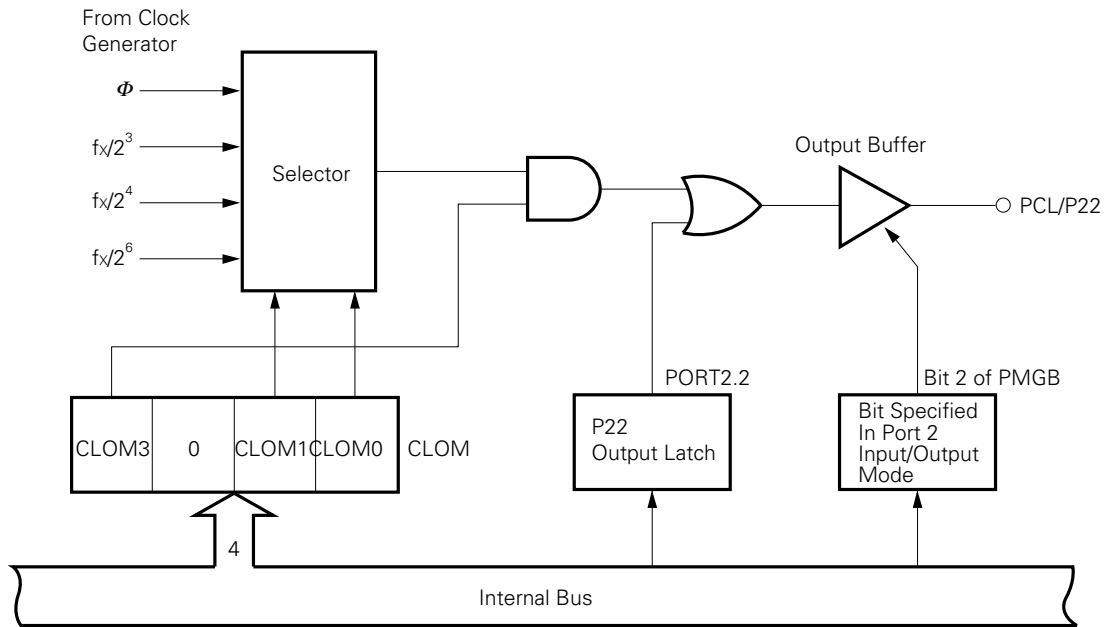 From Clock
Generator
Φ
fx/2³
fx/2⁴
fx/2⁶
Selector
Output Buffer
PCL/P22
PORT2.2
Bit 2 of PMGB
CLOM3 0 CLOM1 CLOM0 CLOM
P22
Output Latch
Bit Specified
In Port 2
Input/Output
Mode
4
Internal Bus